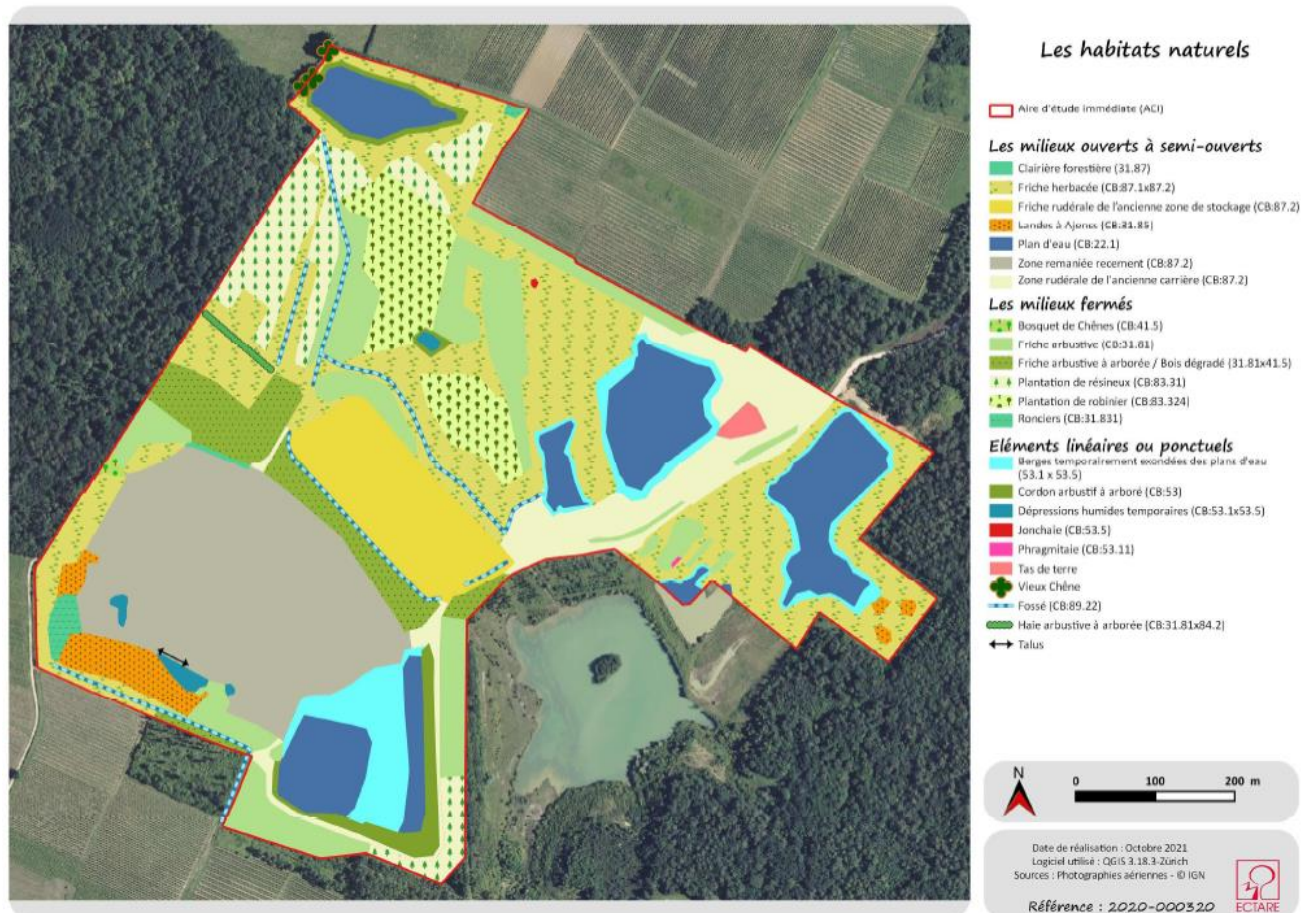 Les habitats naturels
Aire d'étude immédiate (ACI)
Les milieux ouverts à semi-ouverts
Clairière forestière (31.87)
Friche herbacée (CB:87.1x87.2)
Friche rudérale de l'ancienne zone de stockage (CB:87.2)
Landes à Ajoncs (CB:31.85)
Plan d'eau (CB:22.1)
Zone remaniée recement (CB:87.2)
Zone rudérale de l'ancienne carrière (CB:87.2)
Les milieux fermés
Bosquet de Chênes (CB:41.5)
Friche arbustive (CB:31.81)
Friche arbustive à arborée / Bois dégradé (31.81x41.5)
Plantation de résineux (CB:83.31)
Plantation de robinier (CB:83.324)
Ronciers (CB:31.831)
Eléments linéaires ou ponctuels
Berges temporairement exondées des plans d'eau
(53.1 x 53.5)
Cordon arbustif à arboré (CB:53)
Dépressions humides temporaires (CB:53.1x53.5)
Jonchaie (CB:53.5)
Phragmitaie (CB:53.11)
Tas de terre
Vieux Chêne
Fossé (CB:89.22)
Haie arbustive à arborée (CB:31.81x84.2)
Talus
N
0 100 200 m
Date de réalisation : Octobre 2021
Logiciel utilisé : QGIS 3.18.3-Zürich
Sources : Photographies aériennes - © IGN
Référence : 2020-000320
ECTARE